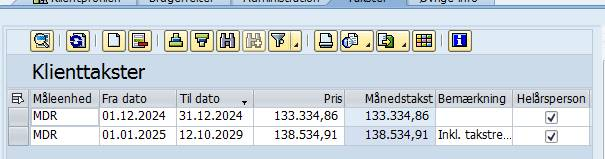 Klientprofilen Brugerroller Administration Takster Øvrige info
Klienttakster
Måleenhed Fra dato Til dato Pris Månedstakst Bemærkning Helårsperson
MDR 01.12.2024 31.12.2024 133.334,86 133.334,86
MDR 01.01.2025 12.10.2029 138.534,91 138.534,91 Inkl. takstre...